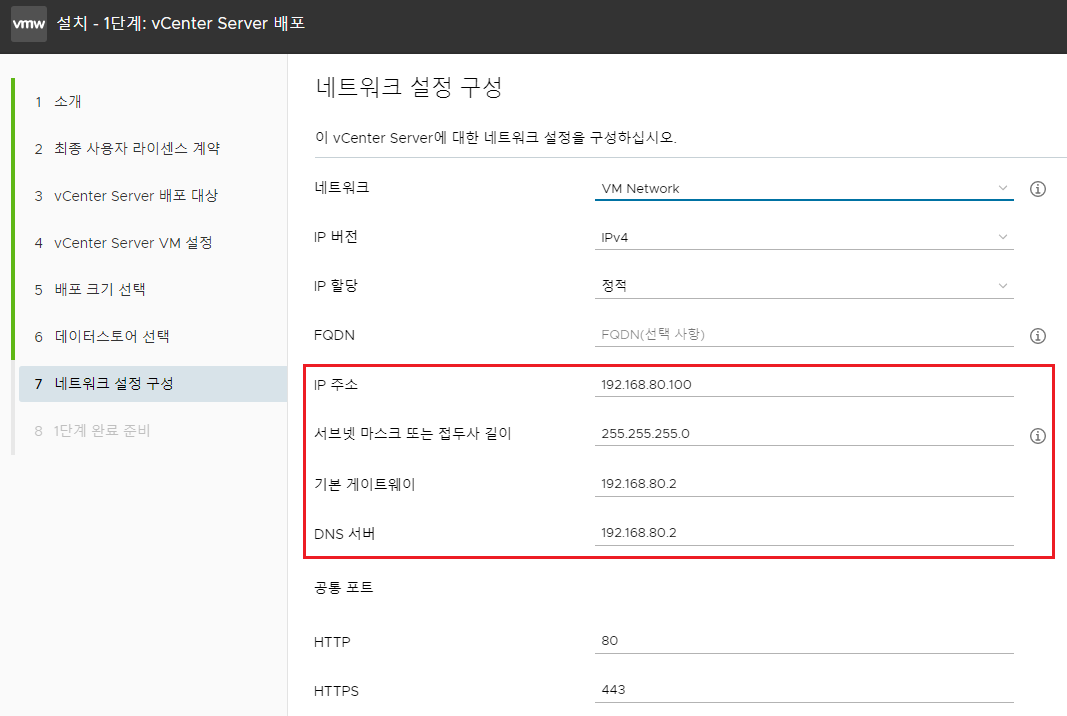 vmw 설치 - 1단계: vCenter Server 배포
1 소개
2 최종 사용자 라이센스 계약
3 vCenter Server 배포 대상
4 vCenter Server VM 설정
5 배포 크기 선택
6 데이터스토어 선택
7 네트워크 설정 구성
8 1단계 완료 준비
네트워크 설정 구성
이 vCenter Server에 대한 네트워크 설정을 구성하십시오.
네트워크 VM Network
IP 버전 IPv4
IP 할당 정적
FQDN FQDN(선택 사항)
IP 주소 192.168.80.100
서브넷 마스크 또는 접두사 길이 255.255.255.0
기본 게이트웨이 192.168.80.2
DNS 서버 192.168.80.2
공통 포트
HTTP 80
HTTPS 443